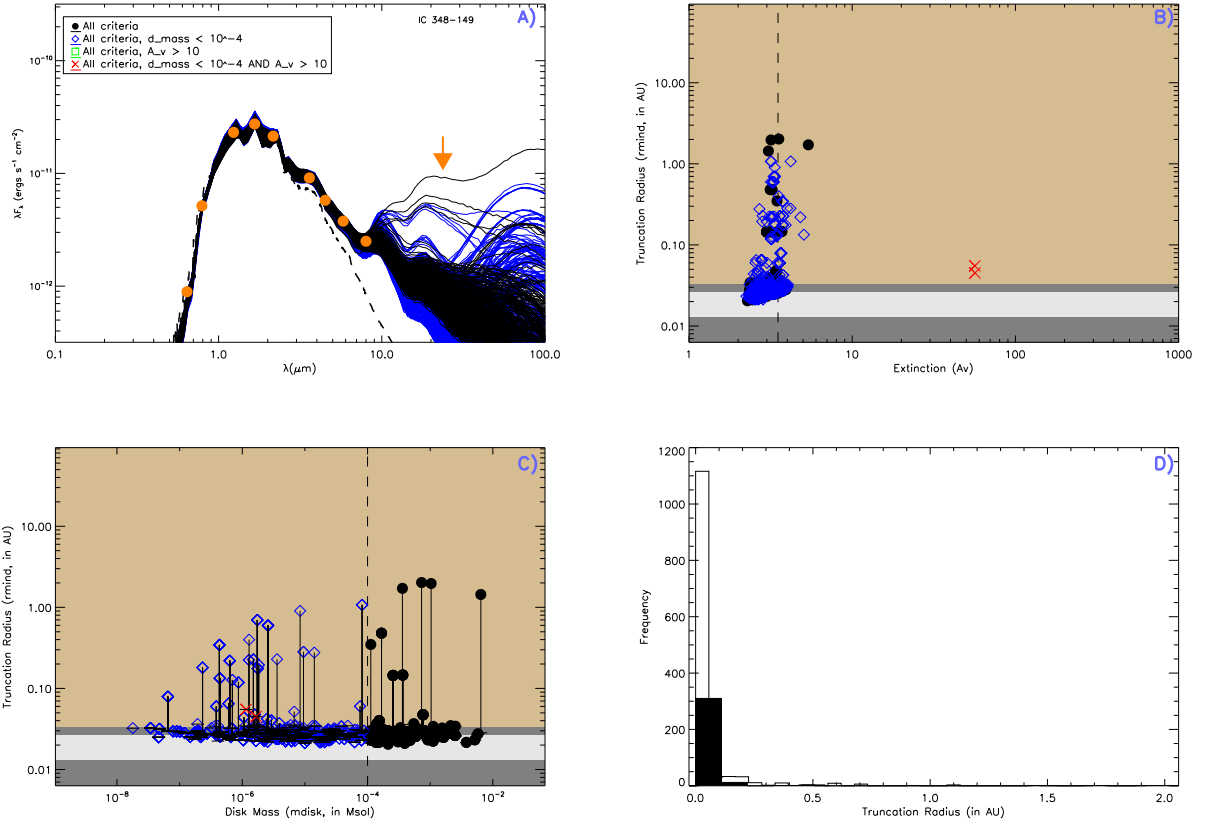 A)
IC 348-149
All criteria
All criteria, d_mass < 10^-4
All criteria, A_v > 10
All criteria, d_mass < 10^-4 AND A_v > 10
10⁻¹⁰
10⁻¹¹
10⁻¹²
λFλ (ergs s⁻¹ cm⁻²)
0.1 1.0 10.0 100.0
λ(μm)
B)
10.00
1.00
0.10
0.01
Truncation Radius (rmind, in AU)
1 10 100 1000
Extinction (Av)
C)
10.00
1.00
0.10
0.01
Truncation Radius (rmind, in AU)
10⁻⁸ 10⁻⁶ 10⁻⁴ 10⁻²
Disk Mass (mdisk, in Msol)
D)
1200
1000
800
600
400
200
0
Frequency
0.0 0.5 1.0 1.5 2.0
Truncation Radius (in AU)